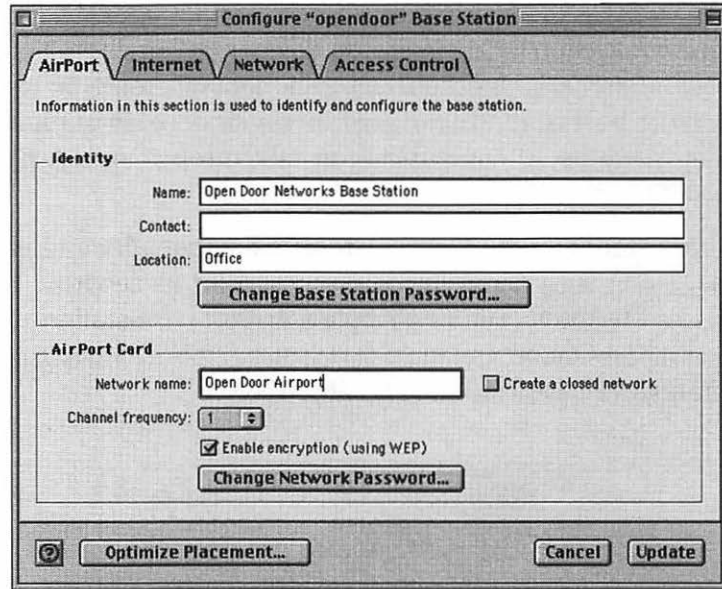 Configure “opendoor” Base Station
AirPort Internet Network Access Control
Information in this section is used to identify and configure the base station.
Identity
Name: Open Door Networks Base Station
Contact:
Location: Office
Change Base Station Password...
AirPort Card
Network name: Open Door Airport Create a closed network
Channel frequency: 1
Enable encryption (using WEP)
Change Network Password...
? Optimize Placement... Cancel Update